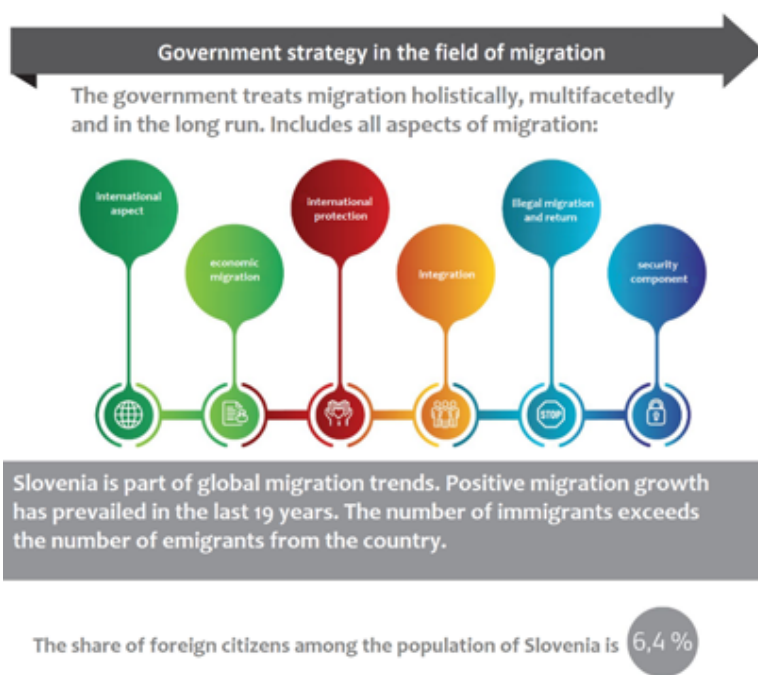 Government strategy in the field of migration
The government treats migration holistically, multifacetedly
and in the long run. Includes all aspects of migration:
International
aspect
economic
migration
international
protection
Integration
Illegal migration
and return
security
component
STOP
Slovenia is part of global migration trends. Positive migration growth
has prevailed in the last 19 years. The number of immigrants exceeds
the number of emigrants from the country.
The share of foreign citizens among the population of Slovenia is 6,4 %